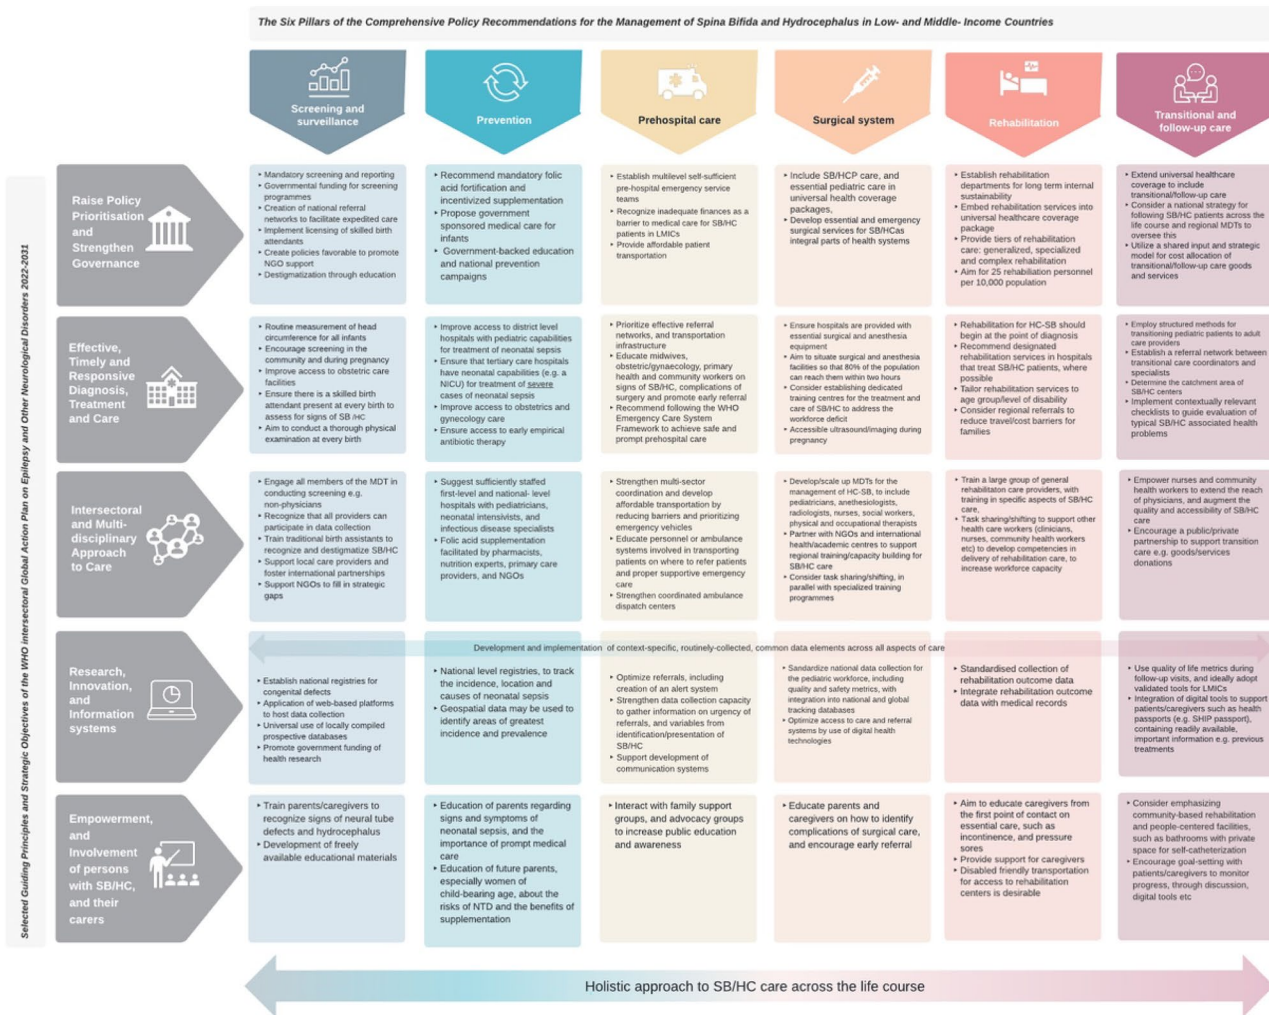 The Six Pillars of the Comprehensive Policy Recommendations for the Management of Spina Bifida and Hydrocephalus in Low- and Middle- Income Countries
Screening and
surveillance
Prevention
Prehospital care
Surgical system
Rehabilitation
Transitional and
follow-up care
Selected Guiding Principles and Strategic Objectives of the WHO intersectoral Global Action Plan on Epilepsy and Other Neurological Disorders 2022-2031
Raise Policy
Prioritisation
and
Strengthen
Governance
‣ Mandatory screening and reporting
‣ Governmental funding for screening
programmes
‣ Creation of national referral
networks to facilitate expedited care
‣ Implement licensing of skilled birth
attendants
‣ Create policies favorable to promote
NGO support
‣ Destigmatization through education
‣ Recommend mandatory folic
acid fortification and
incentivized supplementation
‣ Propose government
sponsored medical care for
infants
‣ Government-backed education
and national prevention
campaigns
‣ Establish multilevel self-sufficient
pre-hospital emergency service
teams
‣ Recognize inadequate finances as a
barrier to medical care for SB/HC
patients in LMICs
‣ Provide affordable patient
transportation
‣ Include SB/HCP care, and
essential pediatric care in
universal health coverage
packages,
‣ Develop essential and emergency
surgical services for SB/HCas
integral parts of health systems
‣ Establish rehabilitation
departments for long term internal
sustainability
‣ Embed rehabilitation services into
universal healthcare coverage
package
‣ Provide tiers of rehabilitation
care: generalized, specialized
and complex rehabilitation
‣ Aim for 25 rehabiliation personnel
per 10,000 population
‣ Extend universal healthcare
coverage to include
transitional/follow-up care
‣ Consider a national strategy for
following SB/HC patients across the
life course and regional MDTs to
oversee this
‣ Utilize a shared input and strategic
model for cost allocation of
transitional/follow-up care goods
and services
Effective,
Timely and
Responsive
Diagnosis,
Treatment
and Care
‣ Routine measurement of head
circumference for all infants
‣ Encourage screening in the
community and during pregnancy
‣ Improve access to obstetric care
facilities
‣ Ensure there is a skilled birth
attendant present at every birth to
assess for signs of SB /HC
‣ Aim to conduct a thorough physical
examination at every birth
‣ Improve access to district level
hospitals with pediatric capabilities
for treatment of neonatal sepsis
‣ Ensure that tertiary care hospitals
have neonatal capabilities (e.g. a
NICU) for treatment of severe
cases of neonatal sepsis
‣ Improve access to obstetrics and
gynecology care
‣ Ensure access to early empirical
antibiotic therapy
‣ Prioritize effective referral
networks, and transportation
infrastructure
‣ Educate midwives,
obstetric/gynaecology, primary
health and community workers on
signs of SB/HC, complications of
surgery and promote early referral
‣ Recommend following the WHO
Emergency Care System
Framework to achieve safe and
prompt prehospital care
‣ Ensure hospitals are provided with
essential surgical and anesthesia
equipment
‣ Aim to situate surgical and anesthesia
facilities so that 80% of the population
can reach them within two hours
‣ Consider establishing dedicated
training centres for the treatment and
care of SB/HC to address the
workforce deficit
‣ Accessible ultrasound/imaging during
pregnancy
‣ Rehabilitation for HC-SB should
begin at the point of diagnosis
‣ Recommend designated
rehabilitation services in hospitals
that treat SB/HC patients, where
possible
‣ Tailor rehabilitation services to
age group/level of disability
‣ Consider regional referrals to
reduce travel/cost barriers for
families
‣ Employ structured methods for
transitioning pediatric patients to adult
care providers
‣ Establish a referral network between
transitional care coordinators and
specialists
‣ Determine the catchment area of
SB/HC centers
‣ Implement contextually relevant
checklists to guide evaluation of
typical SB/HC associated health
problems
Intersectoral
and Multi-
disciplinary
Approach
to Care
‣ Engage all members of the MDT in
conducting screening e.g.
non-physicians
‣ Recognize that all providers can
participate in data collection
‣ Train traditional birth assistants to
recognize and destigmatize SB/HC
‣ Support local care providers and
foster international partnerships
‣ Support NGOs to fill in strategic
gaps
‣ Suggest sufficiently staffed
first-level and national- level
hospitals with pediatricians,
neonatal intensivists, and
infectious disease specialists
‣ Folic acid supplementation
facilitated by pharmacists,
nutrition experts, primary care
providers, and NGOs
‣ Strengthen multi-sector
coordination and develop
affordable transportation by
reducing barriers and prioritizing
emergency vehicles
‣ Educate personnel or ambulance
systems involved in transporting
patients on where to refer patients
and proper supportive emergency
care
‣ Strengthen coordinated ambulance
dispatch centers
‣ Develop/scale up MDTs for the
management of HC-SB, to include
pediatricians, anesthesiologists,
radiologists, nurses, social workers,
physical and occupational therapists
‣ Partner with NGOs and international
health/academic centres to support
regional training/capacity building for
SB/HC care
‣ Consider task sharing/shifting, in
parallel with specialized training
programmes
‣ Train a large group of general
rehabilitaton care providers, with
training in specific aspects of SB/HC
care,
‣ Task sharing/shifting to support other
health care workers (clinicians,
nurses, community health workers
etc) to develop competencies in
delivery of rehabilitation care, to
increase workforce capacity
‣ Empower nurses and community
health workers to extend the reach
of physicians, and augment the
quality and accessibility of SB/HC
care
‣ Encourage a public/private
partnership to support transition
care e.g. goods/services
donations
Development and implementation of context-specific, routinely-collected, common data elements across all aspects of care
Research,
Innovation,
and
Information
systems
‣ Establish national registries for
congenital defects
‣ Application of web-based platforms
to host data collection
‣ Universal use of locally compiled
prospective databases
‣ Promote government funding of
health research
‣ National level registries, to track
the incidence, location and
causes of neonatal sepsis
‣ Geospatial data may be used to
identify areas of greatest
incidence and prevalence
‣ Optimize referrals, including
creation of an alert system
‣ Strengthen data collection capacity
to gather information on urgency of
referrals, and variables from
identification/presentation of
SB/HC
‣ Support development of
communication systems
‣ Sandardize national data collection for
the pediatric workforce, including
quality and safety metrics, with
integration into national and global
tracking databases
‣ Optimize access to care and referral
systems by use of digital health
technologies
‣ Standardised collection of
rehabilitation outcome data
‣ Integrate rehabilitation outcome
data with medical records
‣ Use quality of life metrics during
follow-up visits, and ideally adopt
validated tools for LMICs
‣ Integration of digital tools to support
patients/caregivers such as health
passports (e.g. SHIP passport),
containing readily available,
important information e.g. previous
treatments
Empowerment,
and
Involvement
of persons
with SB/HC,
and their
carers
‣ Train parents/caregivers to
recognize signs of neural tube
defects and hydrocephalus
‣ Development of freely
available educational materials
‣ Education of parents regarding
signs and symptoms of
neonatal sepsis, and the
importance of prompt medical
care
‣ Education of future parents,
especially women of
child-bearing age, about the
risks of NTD and the benefits of
supplementation
‣ Interact with family support
groups, and advocacy groups
to increase public education
and awareness
‣ Educate parents and
caregivers on how to identify
complications of surgical care,
and encourage early referral
‣ Aim to educate caregivers from
the first point of contact on
essential care, such as
incontinence, and pressure
sores
‣ Provide support for caregivers
‣ Disabled friendly transportation
for access to rehabilitation
centers is desirable
‣ Consider emphasizing
community-based rehabilitation
and people-centered facilities,
such as bathrooms with private
space for self-catheterization
‣ Encourage goal-setting with
patients/caregivers to monitor
progress, through discussion,
digital tools etc
Holistic approach to SB/HC care across the life course